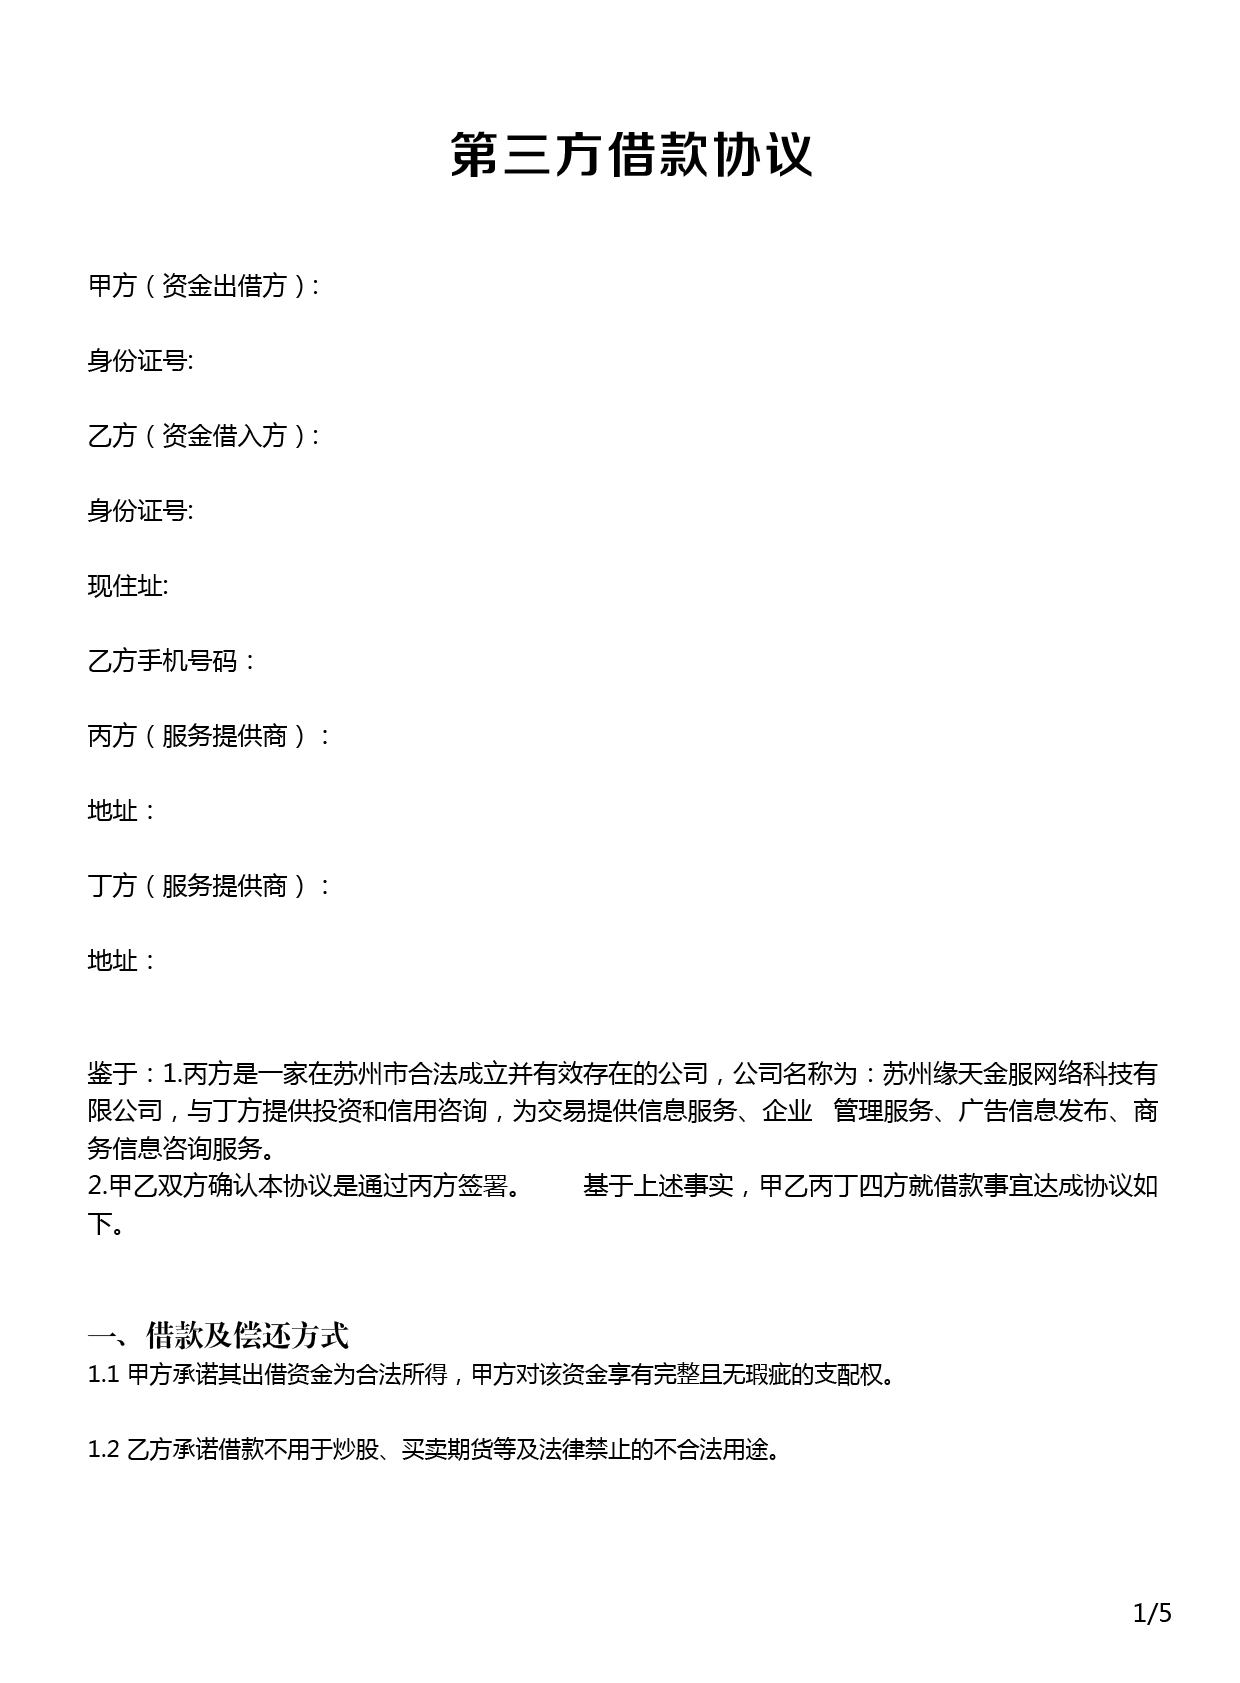 第三方借款协议
甲方（资金出借方）:
身份证号:
乙方（资金借入方）:
身份证号:
现住址:
乙方手机号码：
丙方（服务提供商）：
地址：
丁方（服务提供商）：
地址：
鉴于：1.丙方是一家在苏州市合法成立并有效存在的公司，公司名称为：苏州缘天金服网络科技有
限公司，与丁方提供投资和信用咨询，为交易提供信息服务、企业 管理服务、广告信息发布、商
务信息咨询服务。
2.甲乙双方确认本协议是通过丙方签署。 基于上述事实，甲乙丙丁四方就借款事宜达成协议如
下。
一、借款及偿还方式
1.1 甲方承诺其出借资金为合法所得，甲方对该资金享有完整且无瑕疵的支配权。
1.2 乙方承诺借款不用于炒股、买卖期货等及法律禁止的不合法用途。
1/5